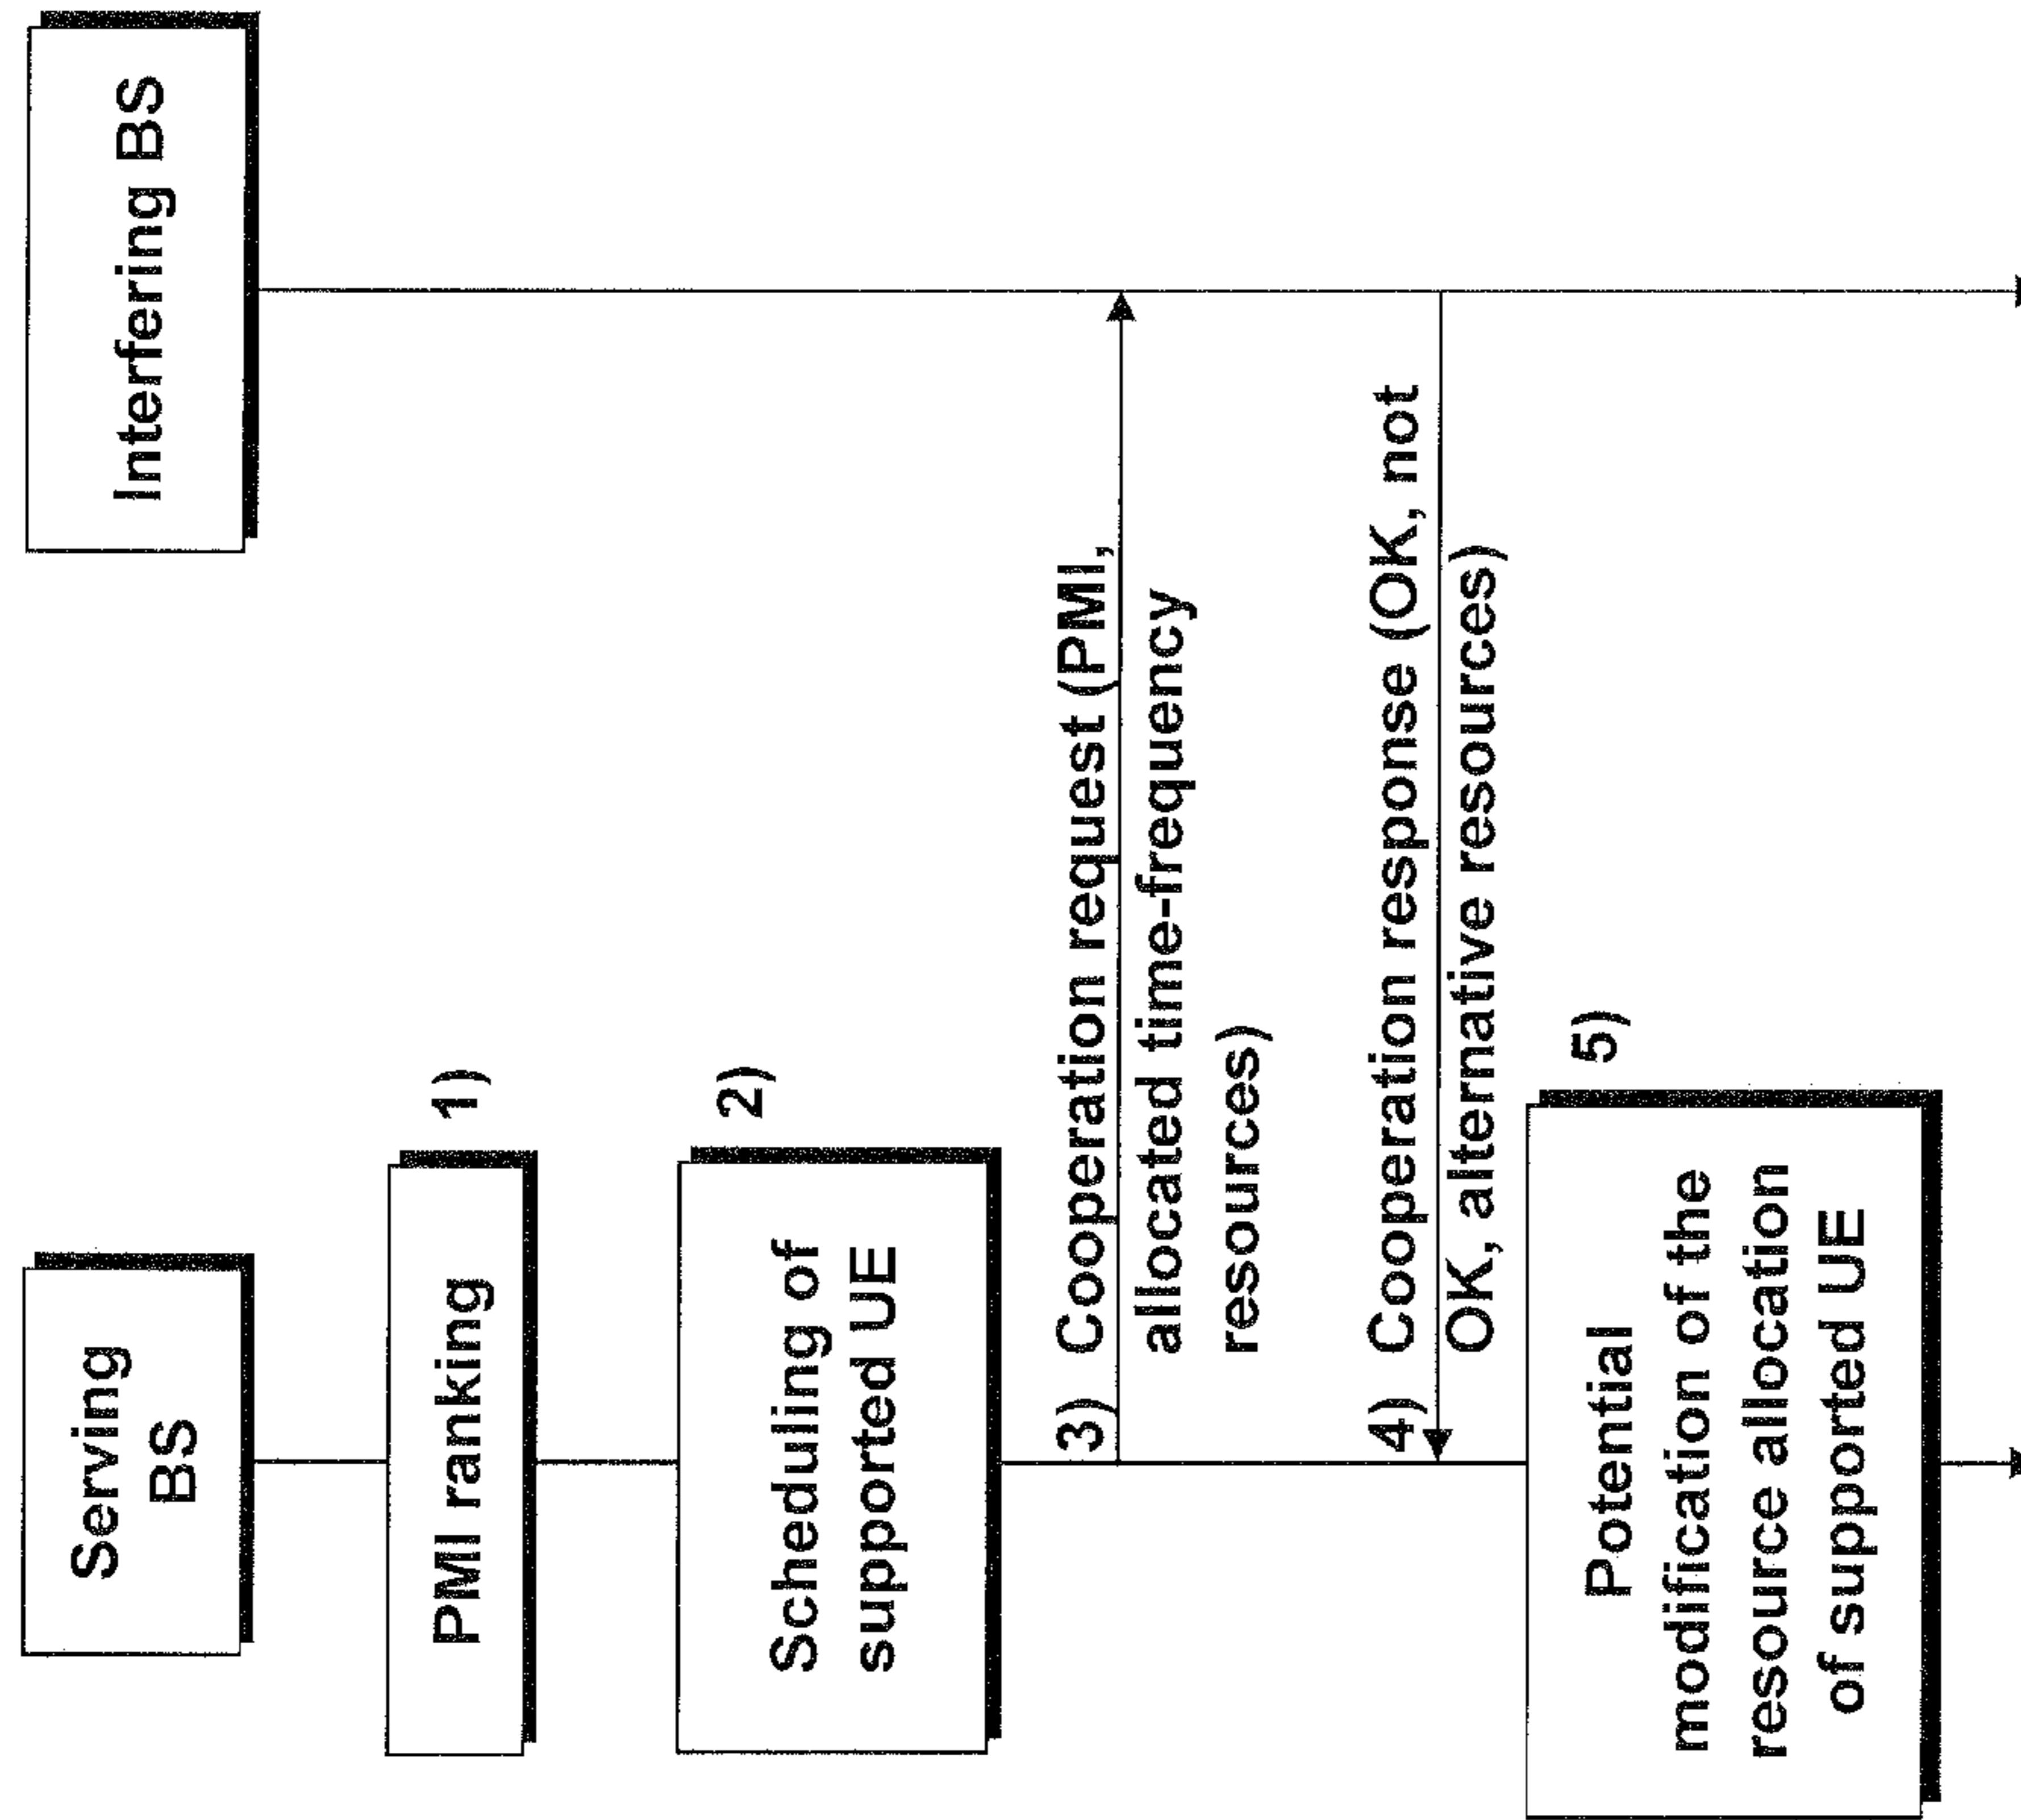 Serving
BS
Interfering BS
PMI ranking
1)
Scheduling of
supported UE
2)
3) Cooperation request (PMI,
allocated time-frequency
resources)
4) Cooperation response (OK, not
OK, alternative resources)
Potential
modification of the
resource allocation
of supported UE
5)